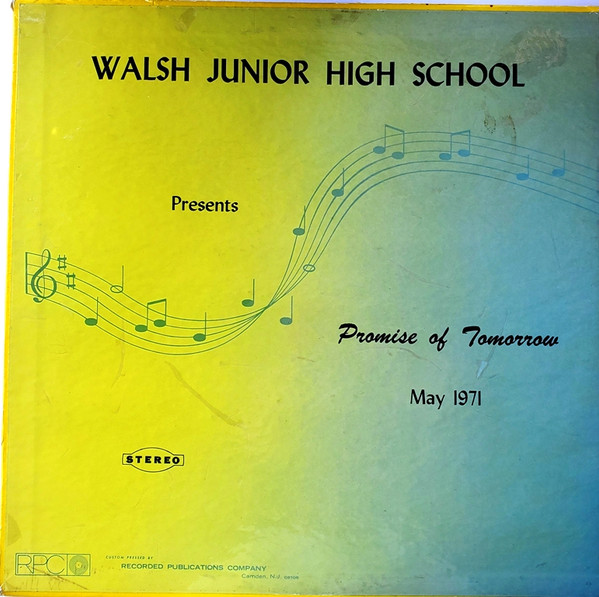 WALSH JUNIOR HIGH SCHOOL
Presents
Promise of Tomorrow
May 1971
STEREO
RPC
CUSTOM PRESSED BY
RECORDED PUBLICATIONS COMPANY
Camden, N.J. 08105